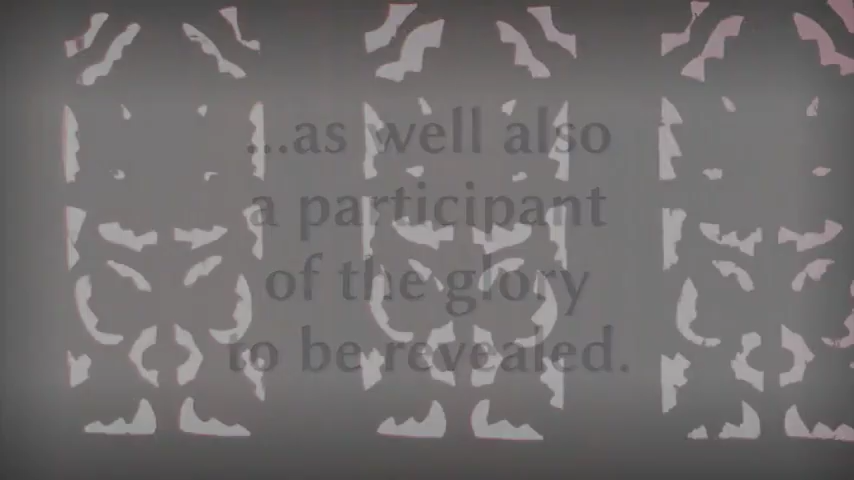 ...as well also
a participant
of the glory
to be revealed.